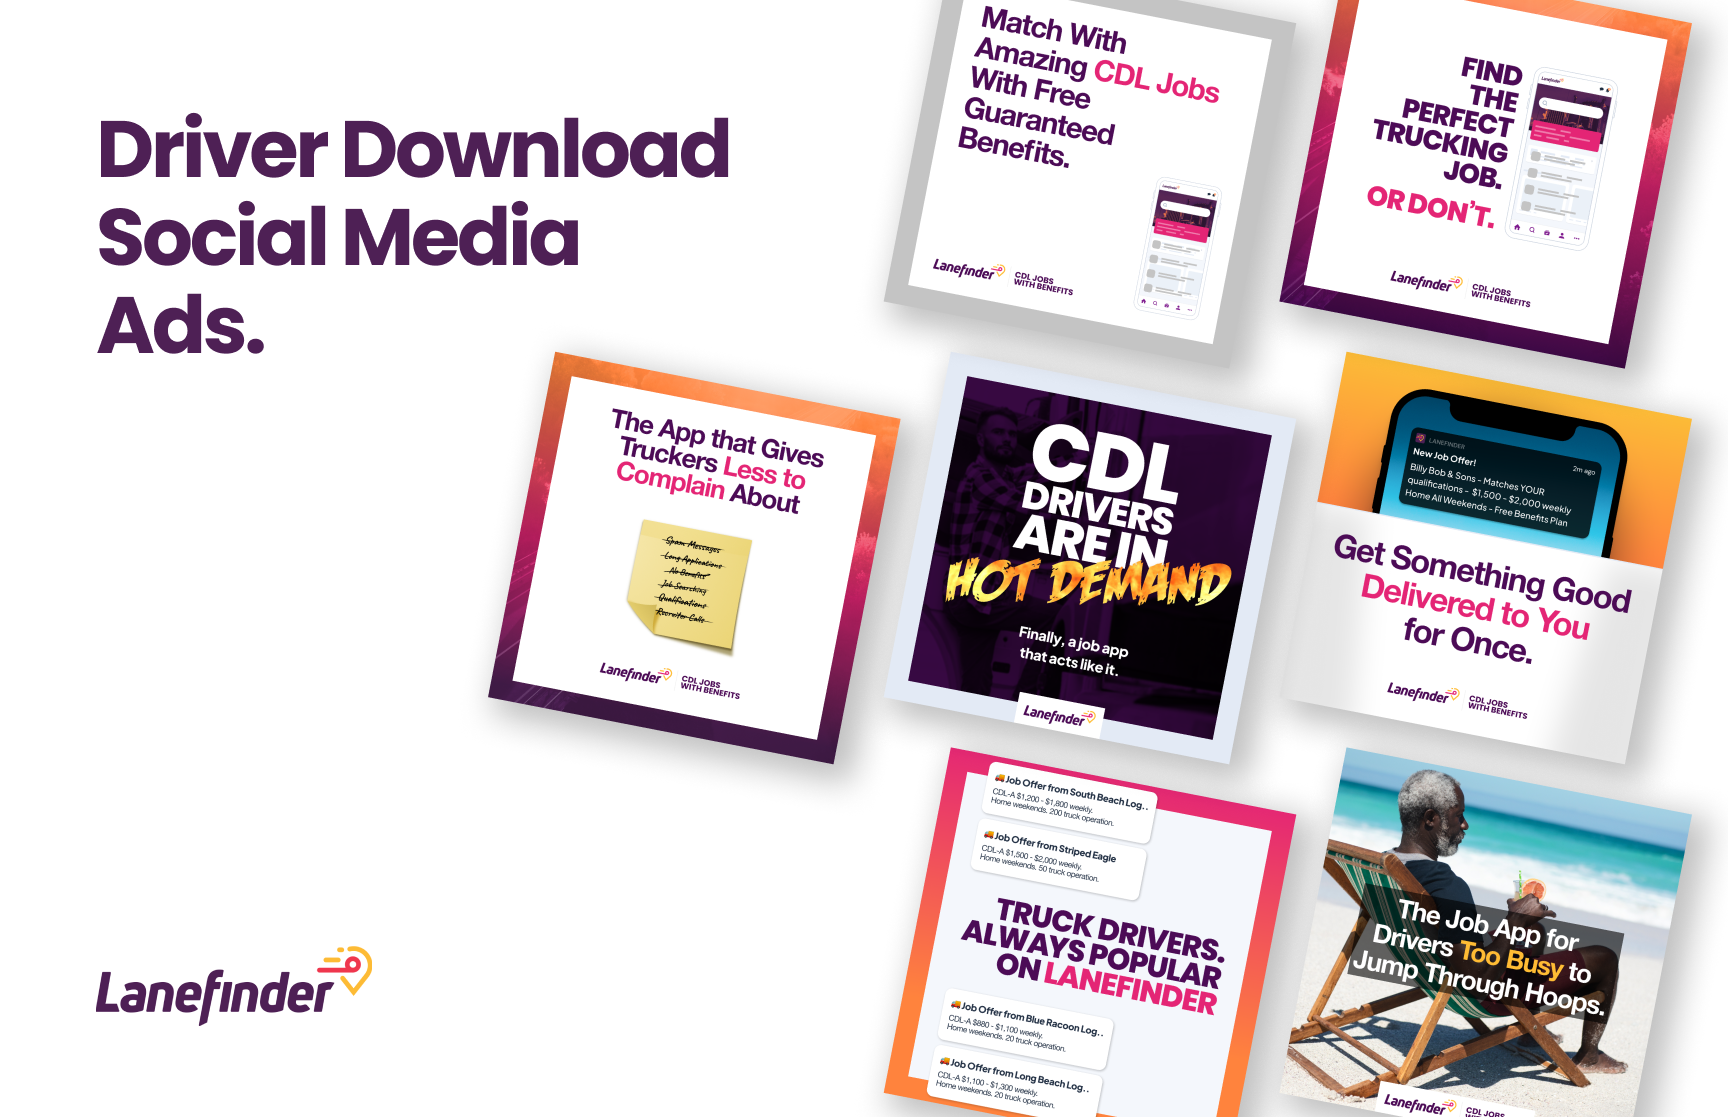 Driver Download
Social Media
Ads.
Lanefinder
Match With
Amazing CDL Jobs
With Free
Guaranteed
Benefits.
Lanefinder
CDL JOBS
WITH BENEFITS
FIND
THE
PERFECT
TRUCKING
JOB.
OR DON'T.
Lanefinder
Lanefinder
CDL JOBS
WITH BENEFITS
The App that Gives
Truckers Less to
Complain About
Spam Messages
Long Applications
No Benefits
Job Searching
Qualifications
Recruiter Calls
Lanefinder
CDL JOBS
WITH BENEFITS
CDL
DRIVERS
ARE IN
HOT DEMAND
Finally, a job app
that acts like it.
Lanefinder
LANEFINDER
New Job Offer!
2m ago
Billy Bob & Sons - Matches YOUR
qualifications - $1,500 - $2,000 weekly
Home All Weekends - Free Benefits Plan
Get Something Good
Delivered to You
for Once.
Lanefinder
CDL JOBS
WITH BENEFITS
🚚Job Offer from South Beach Log..
CDL-A $1,200 - $1,800 weekly.
Home weekends. 200 truck operation.
🚚Job Offer from Striped Eagle
CDL-A $1,500 - $2,000 weekly.
Home weekends. 50 truck operation.
TRUCK DRIVERS.
ALWAYS POPULAR
ON LANEFINDER
🚚Job Offer from Blue Racoon Log..
CDL-A $880 - $1,100 weekly.
Home weekends. 20 truck operation.
🚚Job Offer from Long Beach Log..
CDL-A $1,100 - $1,300 weekly.
Home weekends. 20 truck operation.
The Job App for
Drivers Too Busy to
Jump Through Hoops.
Lanefinder
CDL JOBS